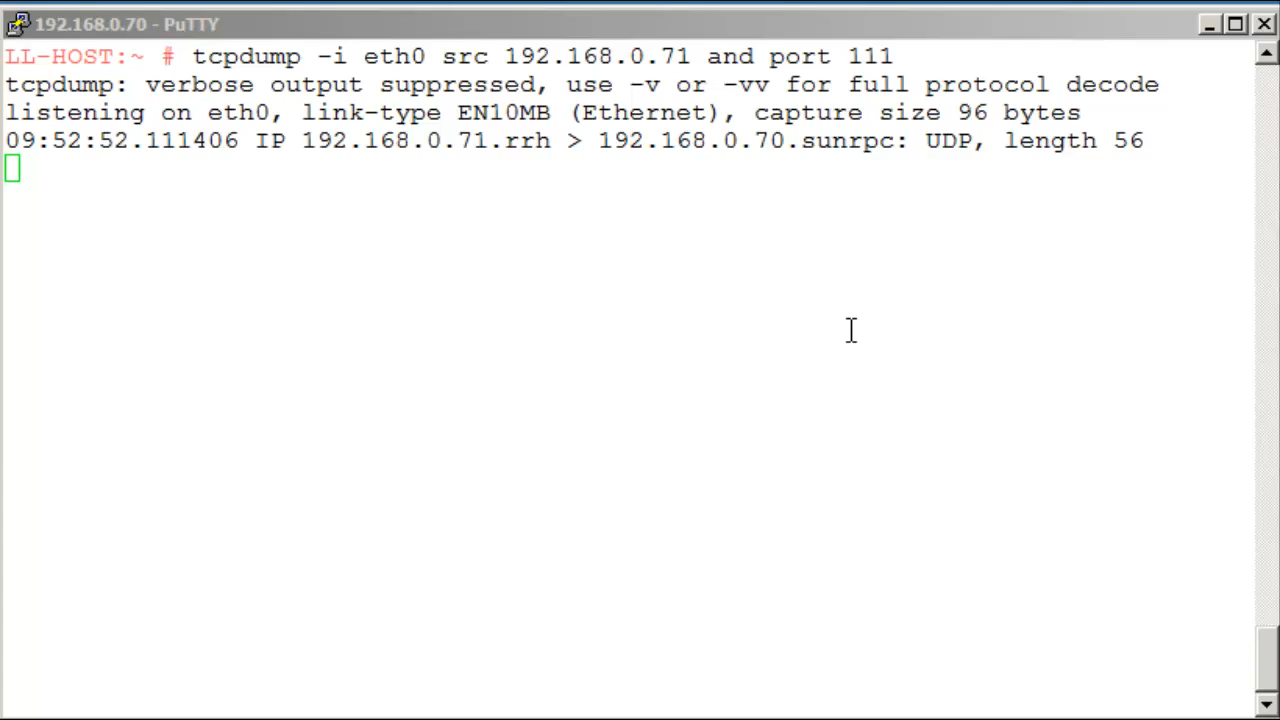 192.168.0.70 - PuTTY
LL-HOST:~ # tcpdump -i eth0 src 192.168.0.71 and port 111
tcpdump: verbose output suppressed, use -v or -vv for full protocol decode
listening on eth0, link-type EN10MB (Ethernet), capture size 96 bytes
09:52:52.111406 IP 192.168.0.71.rrh > 192.168.0.70.sunrpc: UDP, length 56